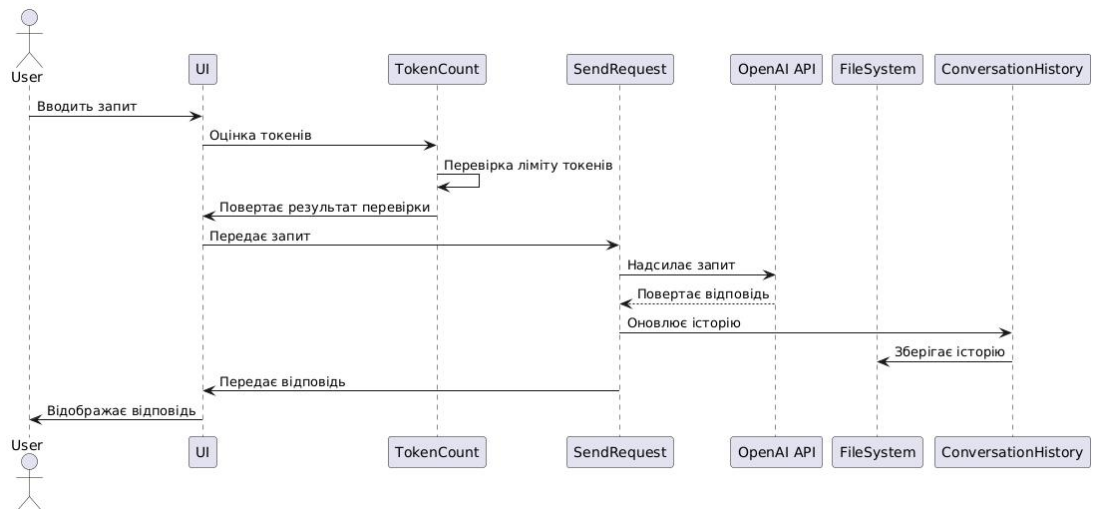 User
UI
TokenCount
SendRequest
OpenAI API
FileSystem
ConversationHistory
Вводить запит
Оцінка токенів
Перевірка ліміту токенів
Повертає результат перевірки
Передає запит
Надсилає запит
Повертає відповідь
Оновлює історію
Зберігає історію
Передає відповідь
Відображає відповідь
User
UI
TokenCount
SendRequest
OpenAI API
FileSystem
ConversationHistory